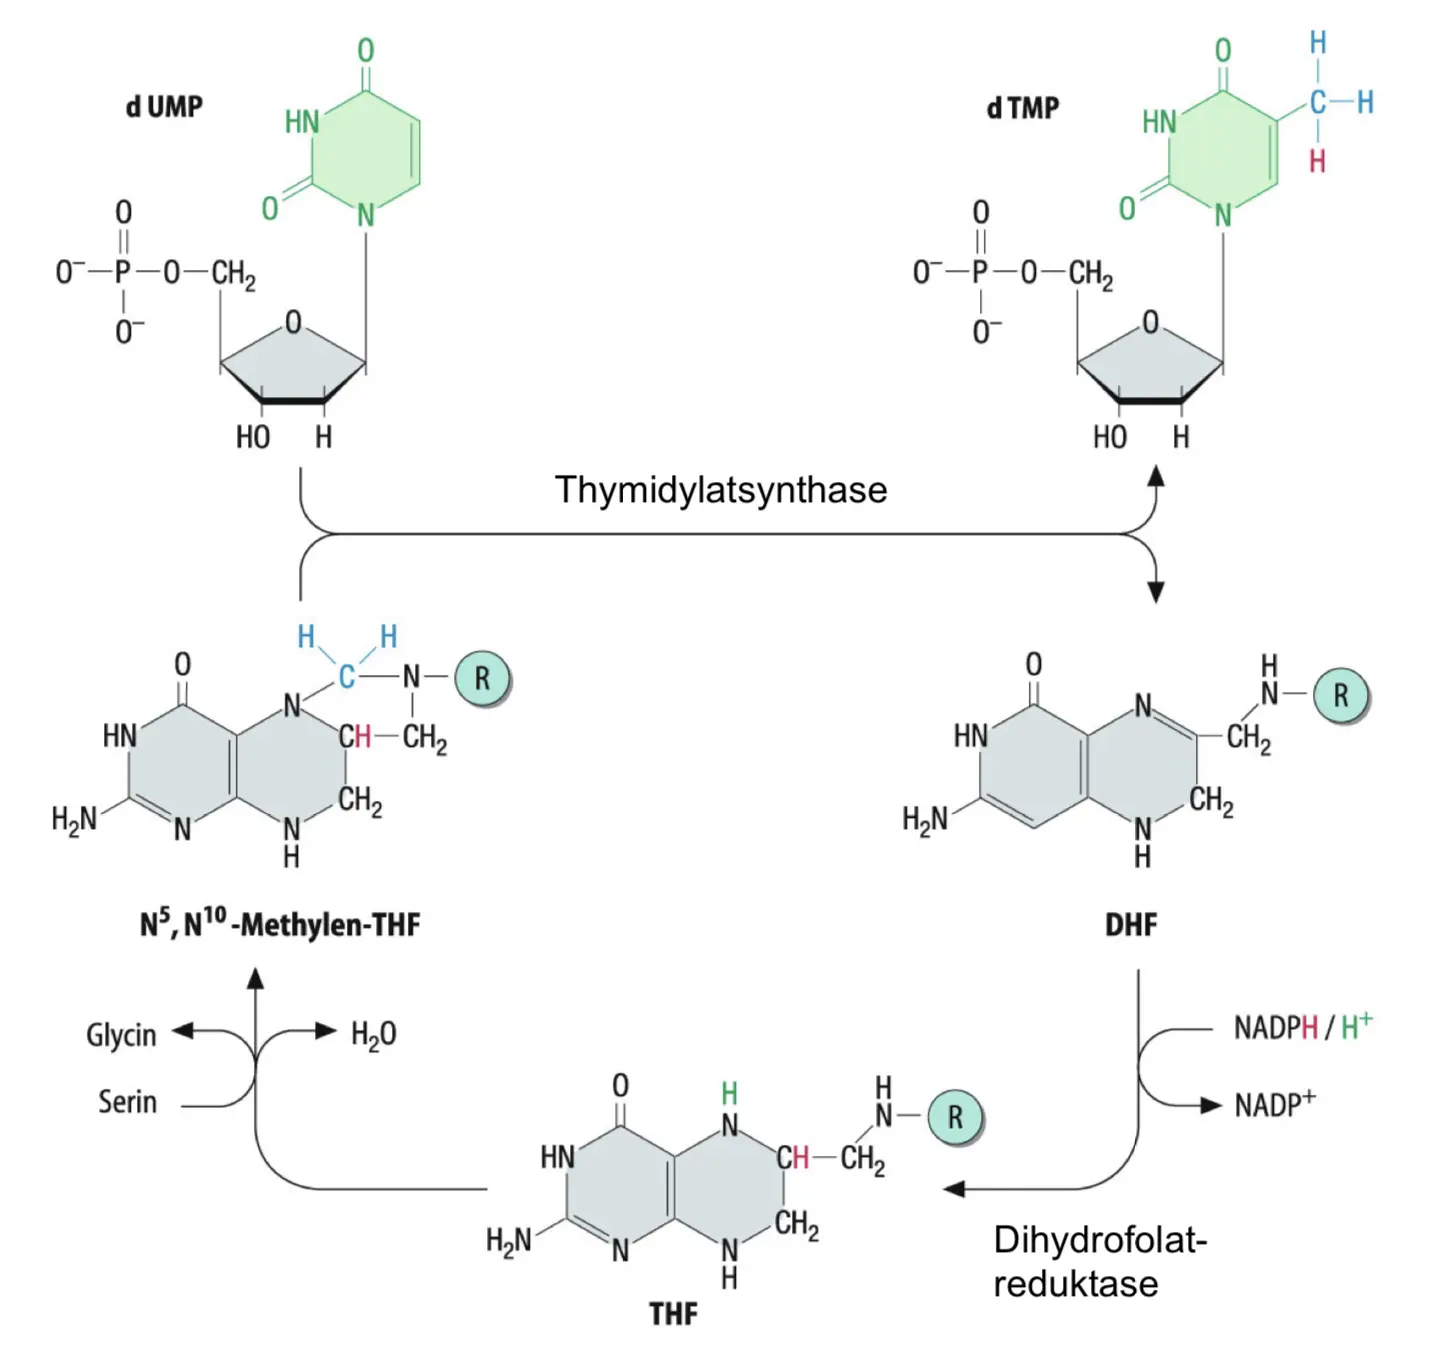 d UMP
O
HN
O
N
O
O⁻—P—O—CH₂
O⁻
O
HO H
d TMP
O
H
C—H
H
HN
O
N
O
O⁻—P—O—CH₂
O⁻
O
HO H
Thymidylatsynthase
H H
O
C—N—R
N
HN
CH—CH₂
CH₂
H₂N
N
N
H
N⁵, N¹⁰-Methylen-THF
O
H
N—R
N
HN
CH₂
CH₂
H₂N
N
H
DHF
Glycin
H₂O
Serin
NADPH / H⁺
NADP⁺
O
H
N
H
N—R
HN
CH—CH₂
CH₂
H₂N
N
N
H
THF
Dihydrofolat-
reduktase